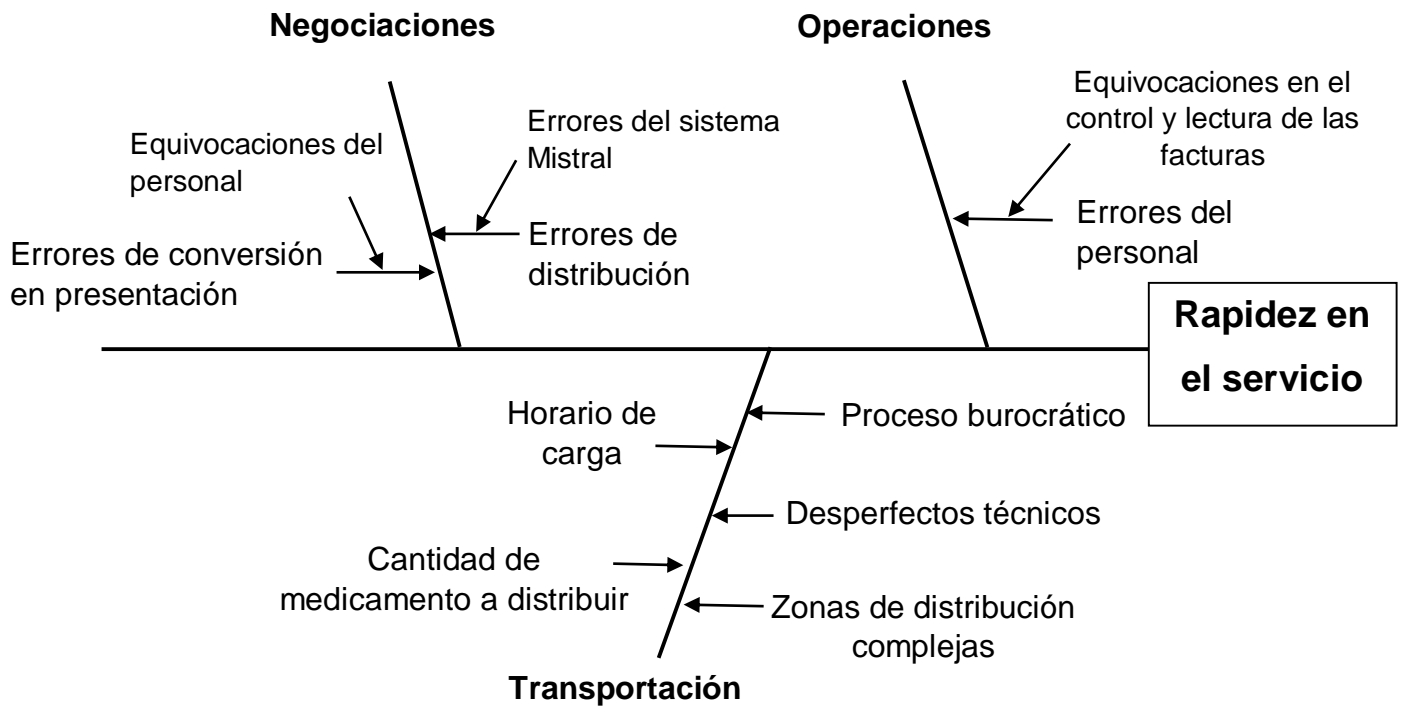 Negociaciones
Operaciones
Equivocaciones del
personal
Errores del sistema
Mistral
Errores de conversión
en presentación
Errores de
distribución
Equivocaciones en el
control y lectura de las
facturas
Errores del
personal
Rapidez en
el servicio
Horario de
carga
Proceso burocrático
Desperfectos técnicos
Cantidad de
medicamento a distribuir
Zonas de distribución
complejas
Transportación